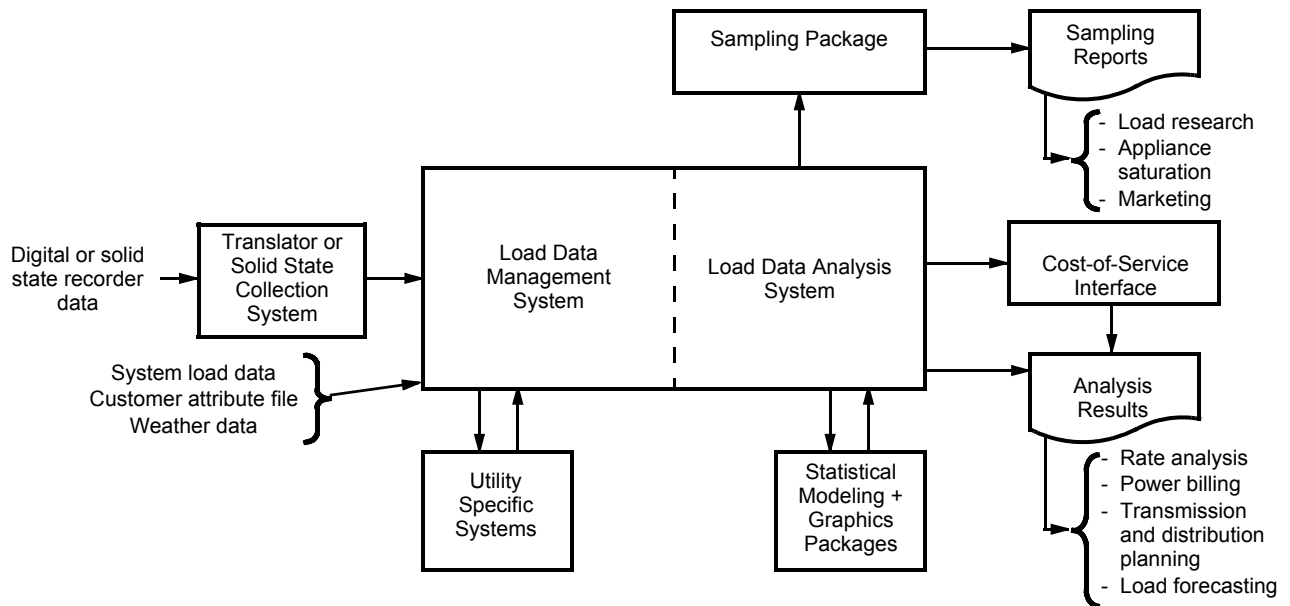 Sampling Package
Sampling
Reports
- Load research
- Appliance
saturation
- Marketing
Digital or solid
state recorder
data
Translator or
Solid State
Collection
System
Load Data
Management
System
Load Data Analysis
System
Cost-of-Service
Interface
System load data
Customer attribute file
Weather data
Analysis
Results
Utility
Specific
Systems
Statistical
Modeling +
Graphics
Packages
- Rate analysis
- Power billing
- Transmission
and distribution
planning
- Load forecasting